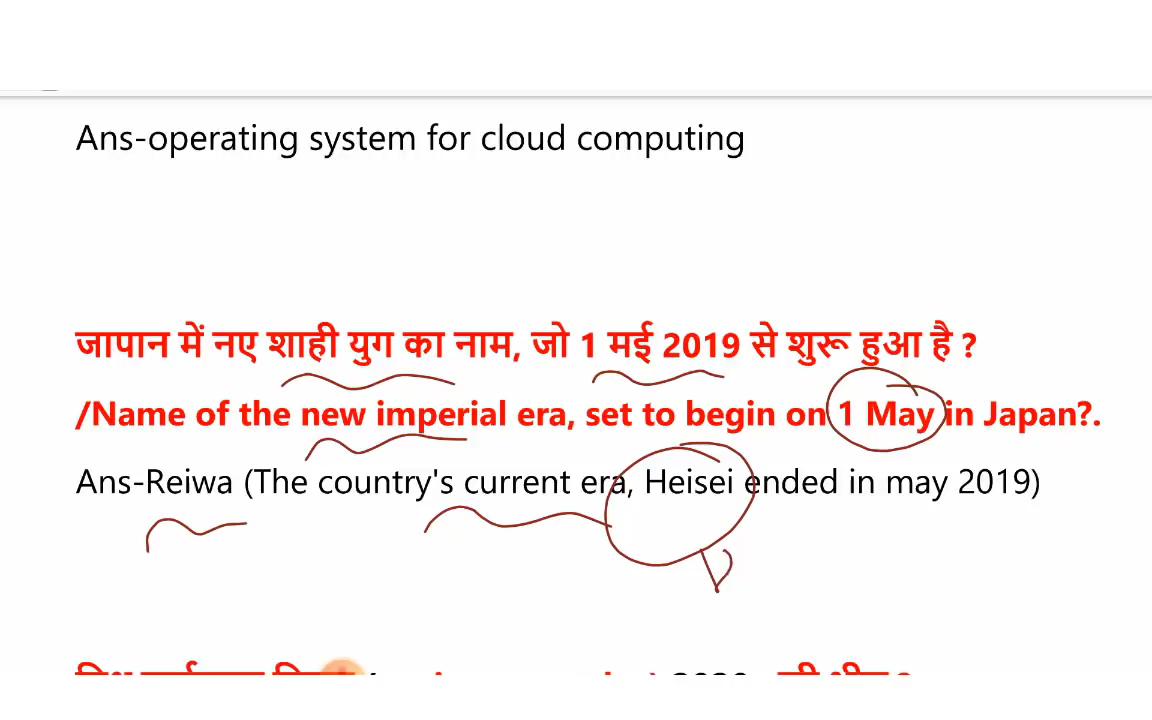 Ans-operating system for cloud computing
जापान में नए शाही युग का नाम, जो 1 मई 2019 से शुरू हुआ है ?
/Name of the new imperial era, set to begin on 1 May in Japan?.
Ans-Reiwa (The country's current era, Heisei ended in may 2019)